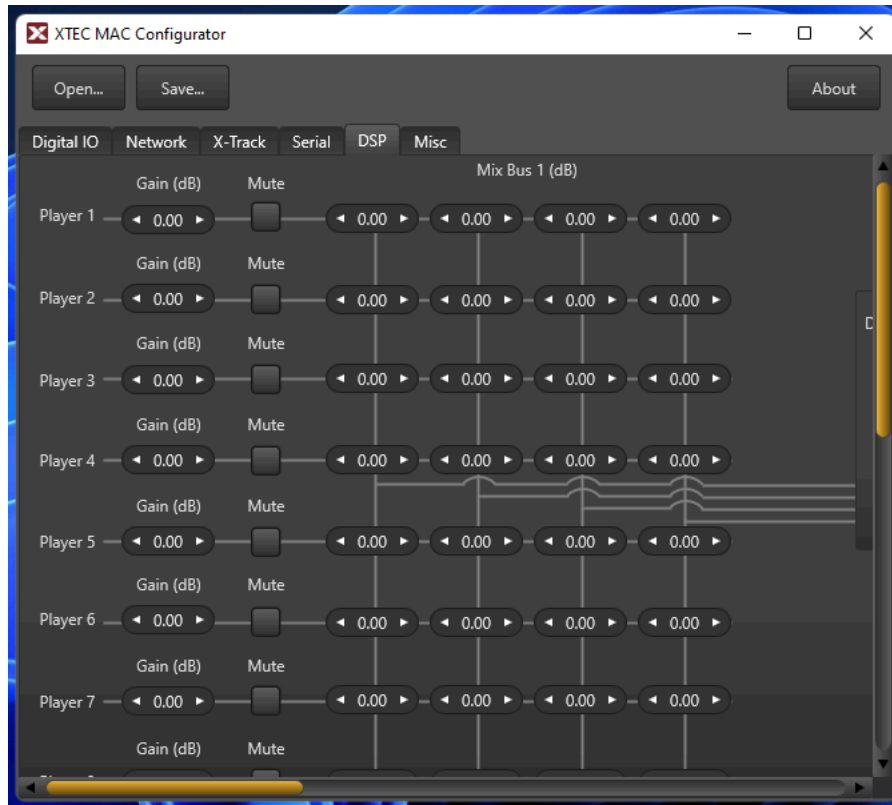 XTEC MAC Configurator
Open... Save... About
Digital IO Network X-Track Serial DSP Misc
Mix Bus 1 (dB)
Gain (dB) Mute
Player 1 0.00 0.00 0.00 0.00 0.00
Gain (dB) Mute
Player 2 0.00 0.00 0.00 0.00 0.00
Gain (dB) Mute
Player 3 0.00 0.00 0.00 0.00 0.00
Gain (dB) Mute
Player 4 0.00 0.00 0.00 0.00 0.00
Gain (dB) Mute
Player 5 0.00 0.00 0.00 0.00 0.00
Gain (dB) Mute
Player 6 0.00 0.00 0.00 0.00 0.00
Gain (dB) Mute
Player 7 0.00 0.00 0.00 0.00 0.00
Gain (dB) Mute